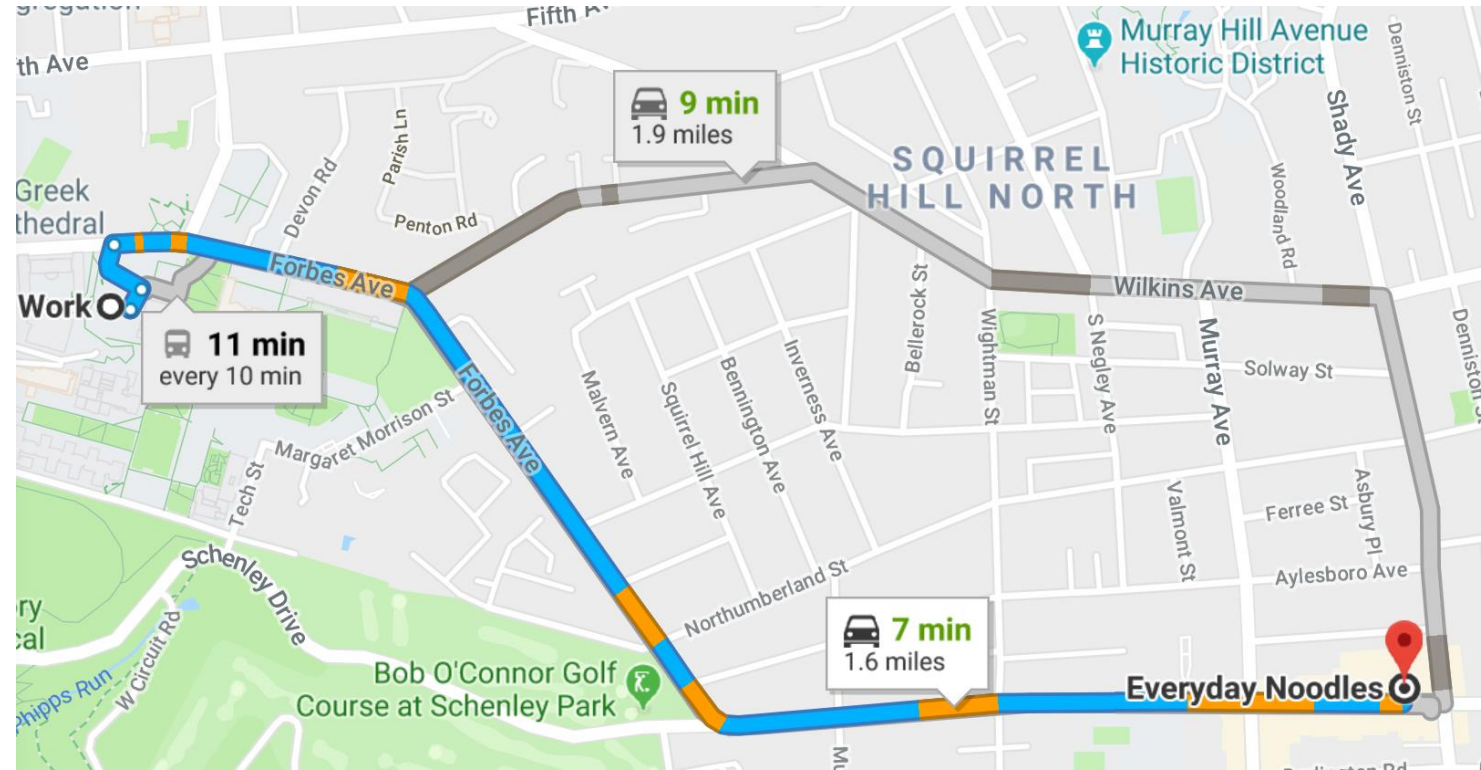 Fifth Av
th Ave
Murray Hill Avenue
Historic District
Denniston St
Shady Ave
9 min
1.9 miles
Parish Ln
SQUIRREL
HILL NORTH
Woodland Rd
Greek
thedral
Devon Rd
Penton Rd
Forbes Ave
Work
Wilkins Ave
Bellerock St
Wightman St
S Negley Ave
Murray Ave
Denniston St
11 min
every 10 min
Solway St
Forbes Ave
Malvern Ave
Squirrel Hill Ave
Bennington Ave
Inverness Ave
Margaret Morrison St
Tech St
Valmont St
Ferree St
Asbury Pl
Schenley Drive
Northumberland St
Aylesboro Ave
W Circuit Rd
Phipps Run
7 min
1.6 miles
Bob O'Connor Golf
Course at Schenley Park
Everyday Noodles